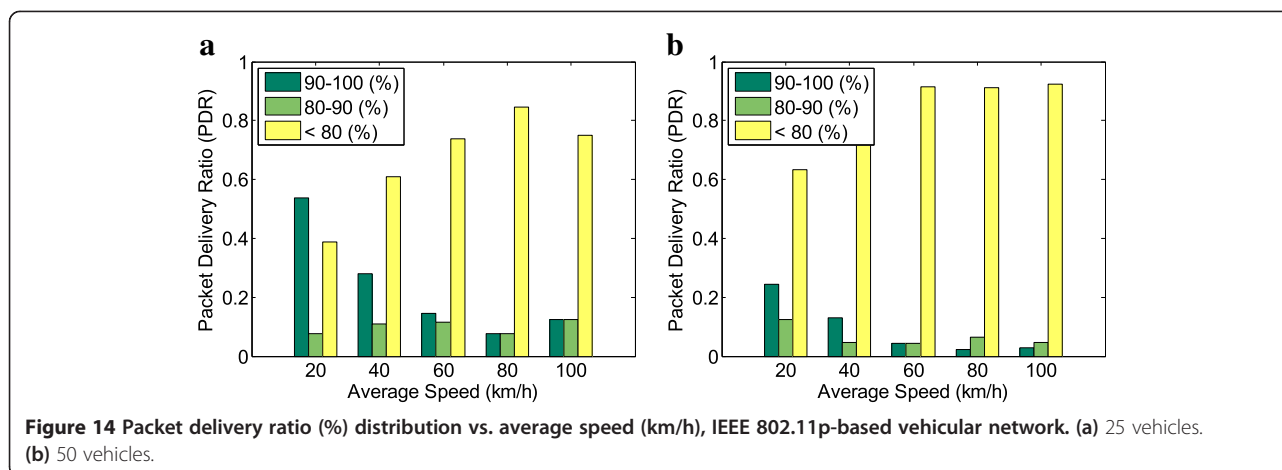 a
1
0.8
0.6
0.4
0.2
0
Packet Delivery Ratio (PDR)
90-100 (%)
80-90 (%)
< 80 (%)
20 40 60 80 100
Average Speed (km/h)
b
1
0.8
0.6
0.4
0.2
0
Packet Delivery Ratio (PDR)
90-100 (%)
80-90 (%)
< 80 (%)
20 40 60 80 100
Average Speed (km/h)
Figure 14 Packet delivery ratio (%) distribution vs. average speed (km/h), IEEE 802.11p-based vehicular network. (a) 25 vehicles.
(b) 50 vehicles.